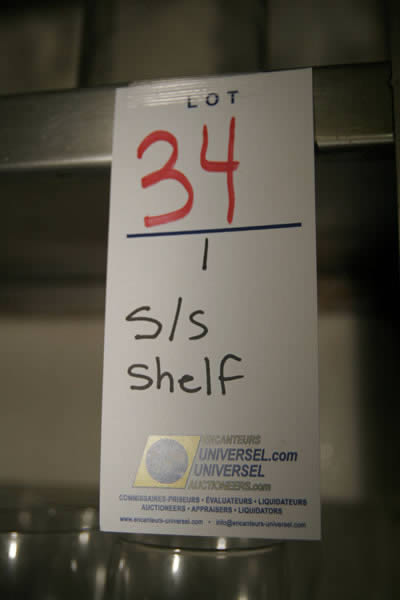 LOT
34
1
S/S
Shelf
ENCANTEURS
UNIVERSEL.com
UNIVERSEL
AUCTIONEERS.com
COMMISSAIRES-PRISEURS • ÉVALUATEURS • LIQUIDATEURS
AUCTIONEERS • APPRAISERS • LIQUIDATORS
www.encanteurs-universel.com • info@encanteurs-universel.com